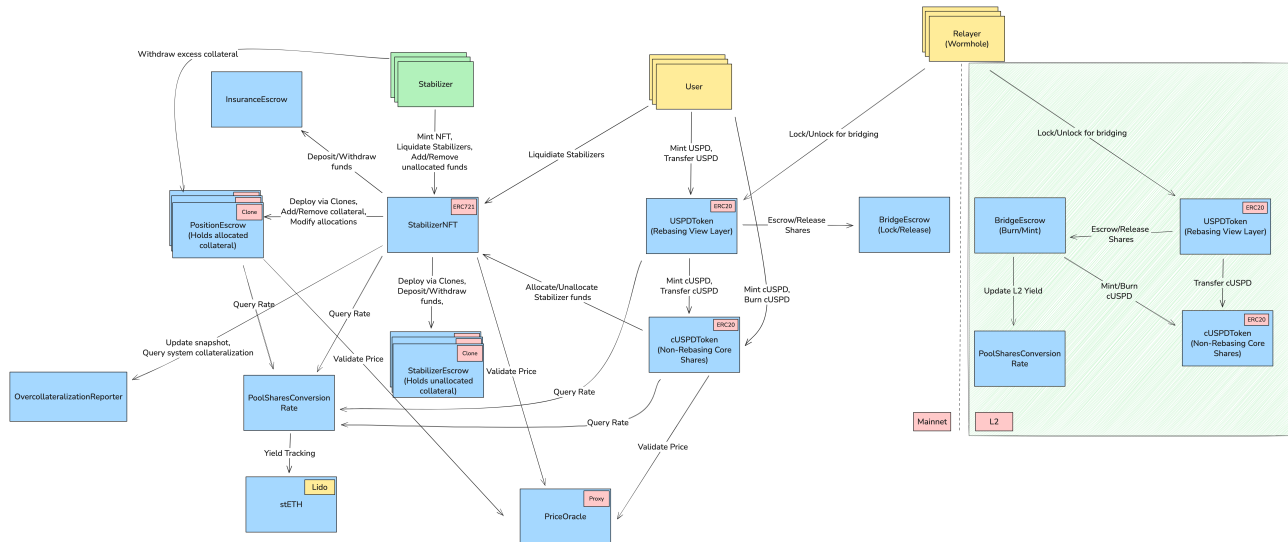 Relayer
(Wormhole)
Withdraw excess collateral
Stabilizer
User
InsuranceEscrow
Mint NFT,
Liquidate Stabilizers,
Add/Remove
unallocated funds
Deposit/Withdraw
funds
Liquidiate Stabilizers
Mint USPD,
Transfer USPD
Lock/Unlock for bridging
Lock/Unlock for bridging
Clone
PositionEscrow
(Holds allocated
collateral)
Deploy via Clones,
Add/Remove collateral,
Modify allocations
ERC721
StabilizerNFT
ERC20
USPDToken
(Rebasing View Layer)
Escrow/Release
Shares
BridgeEscrow
(Lock/Release)
BridgeEscrow
(Burn/Mint)
Escrow/Release
Shares
ERC20
USPDToken
(Rebasing View Layer)
Query Rate
Query Rate
Deploy via Clones,
Deposit/Withdraw
funds,
Allocate/Unallocate
Stabilizer funds
Mint cUSPD,
Transfer cUSPD
Mint cUSPD,
Burn cUSPD
Update L2 Yield
Mint/Burn
cUSPD
Transfer cUSPD
Update snapshot,
Query system collateralization
Validate Price
Clone
StabilizerEscrow
(Holds unallocated
collateral)
Validate Price
ERC20
cUSPDToken
(Non-Rebasing Core
Shares)
PoolSharesConversion
Rate
ERC20
cUSPDToken
(Non-Rebasing Core
Shares)
OvercollateralizationReporter
PoolSharesConversion
Rate
Query Rate
Query Rate
Mainnet
L2
Validate Price
Yield Tracking
Lido
stETH
Proxy
PriceOracle